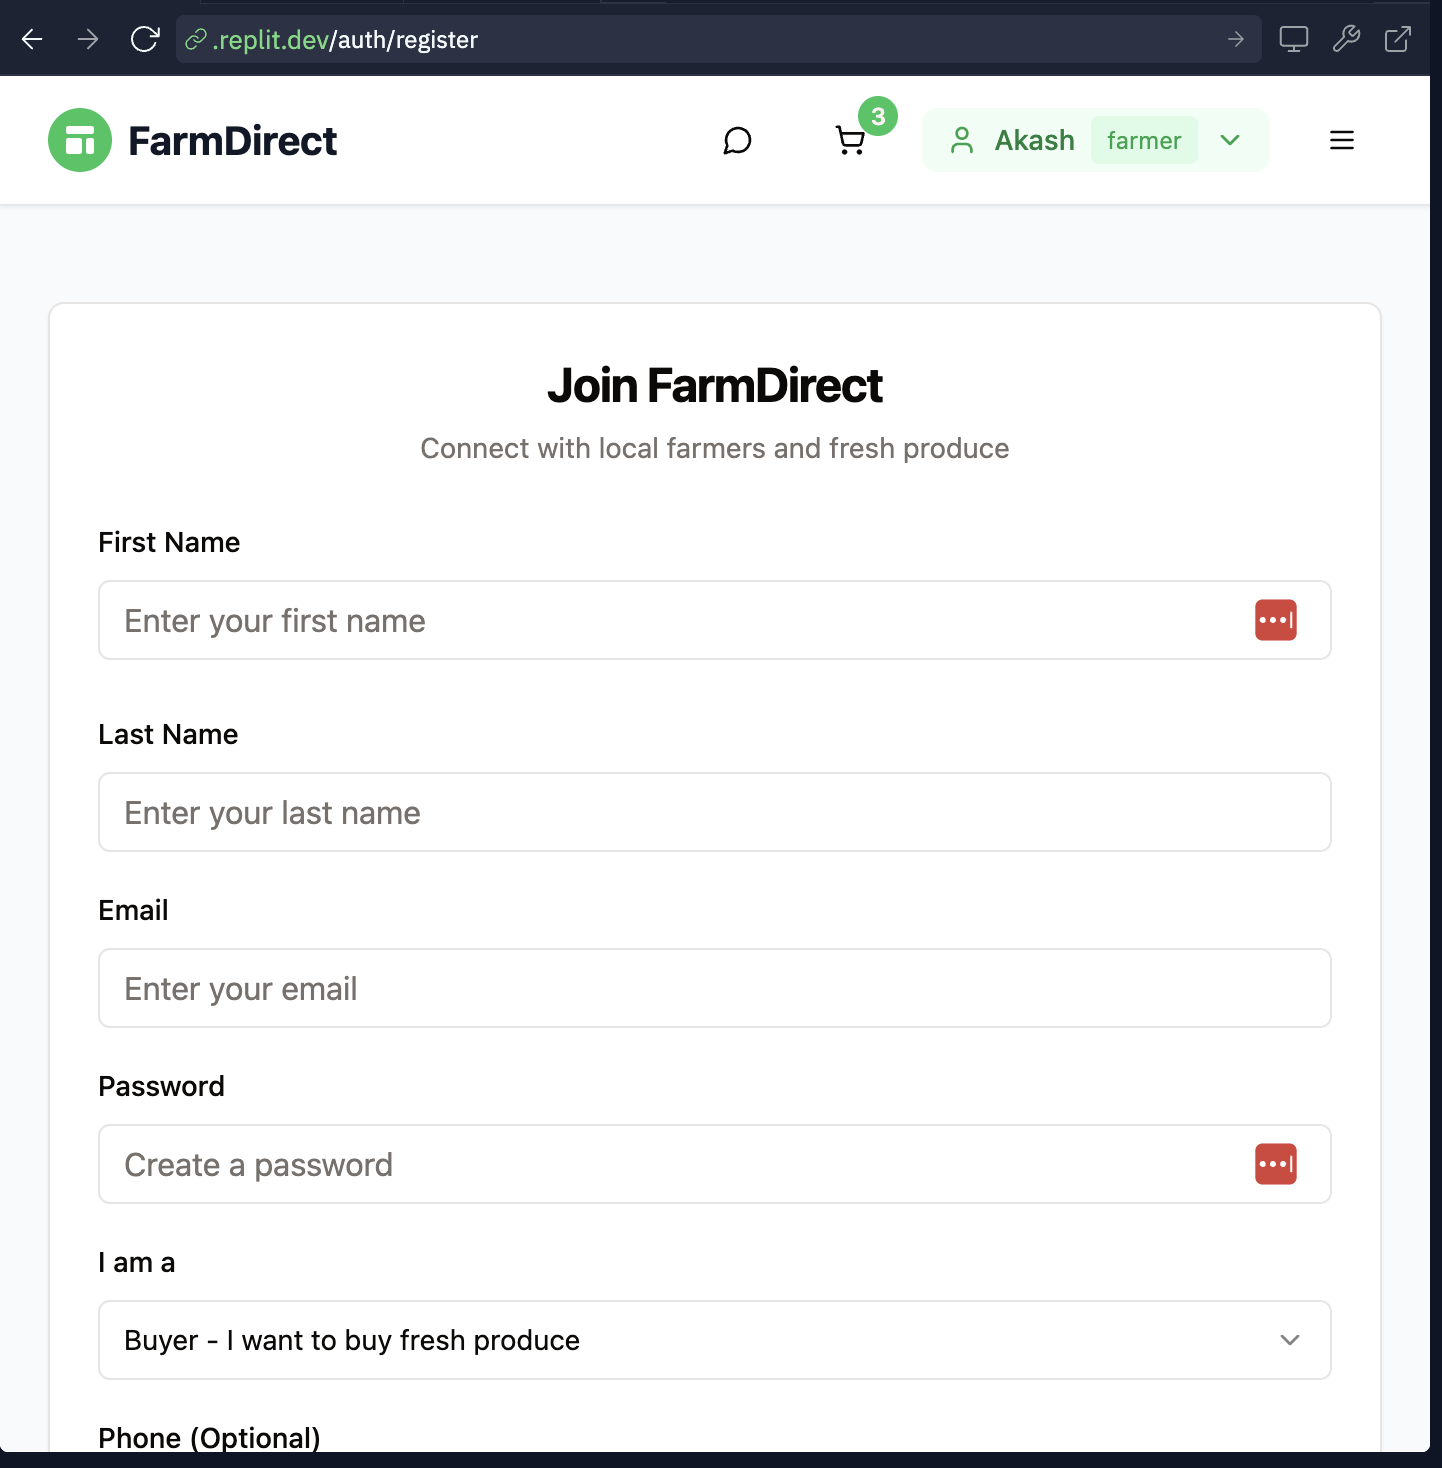 .replit.dev/auth/register
FarmDirect
3
Akash
farmer
Join FarmDirect
Connect with local farmers and fresh produce
First Name
Enter your first name
Last Name
Enter your last name
Email
Enter your email
Password
Create a password
I am a
Buyer - I want to buy fresh produce
Phone (Optional)